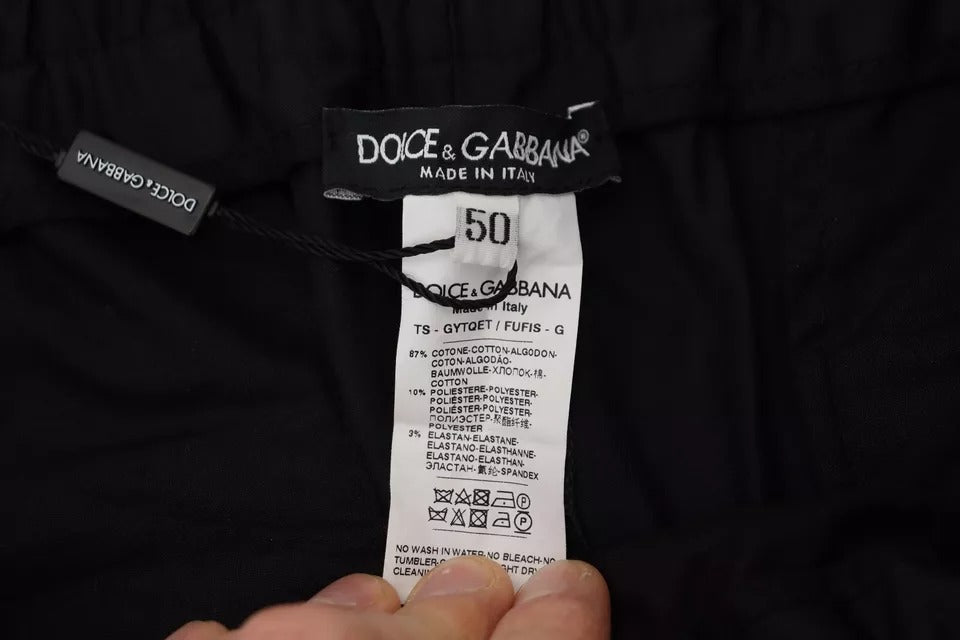 DOLCE & GABBANA®
MADE IN ITALY
DOLCE & GABBANA
50
DOLCE & GABBANA
Made in Italy
TS - GYTQET / FUFIS - G
87% COTONE-COTTON-ALGODON-
COTON-ALGODÃO-
BAUMWOLLE-ХЛОПОК-棉-
COTTON
10% POLIESTERE-POLYESTER-
POLIÉSTER-POLYESTER-
POLIÉSTER-POLYESTER-
ПОЛИЭСТЕР-聚酯纤维-
POLYESTER
3% ELASTAN-ELASTANE-
ELASTANO-ELASTHANNE-
ELASTANO-ELASTHAN-
ЭЛАСТАН-氨纶-SPANDEX
P
P
NO WASH IN WATER-NO BLEACH-NO
TUMBLER
CLEANING